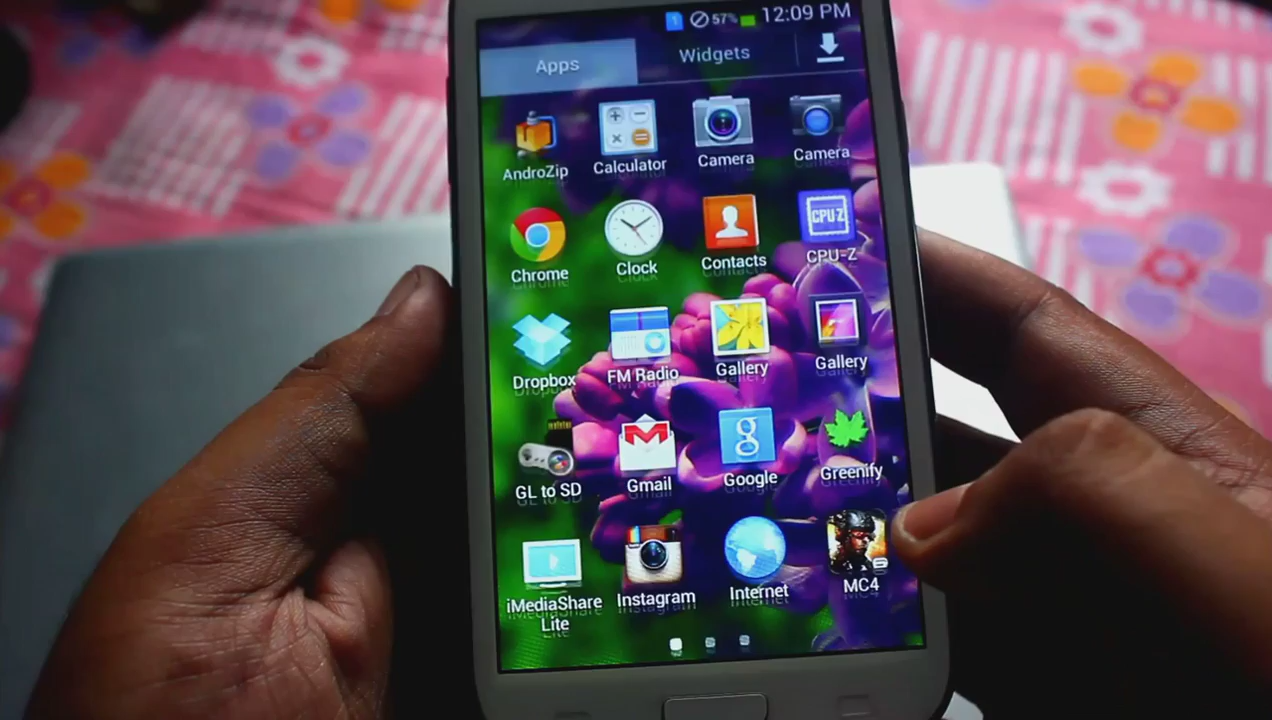 1 57% 12:09 PM
Apps Widgets
AndroZip Calculator Camera Camera
Chrome Clock Contacts CPU-Z
CPU-Z
Dropbox FM Radio Gallery Gallery
GL to SD Gmail Google Greenify
g
iMediaShare Lite Instagram Internet MC4